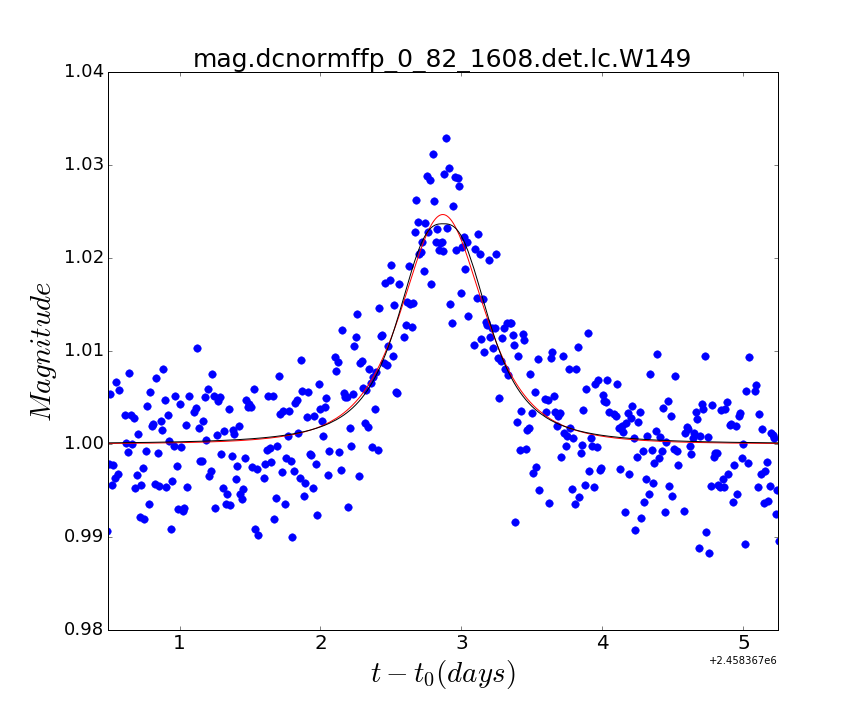 mag.dcnormffp_0_82_1608.det.lc.W149
1.04
1.03
1.02
1.01
1.00
0.99
0.98
Magnitude
1 2 3 4 5
+2.458367e6
t − t₀(days)